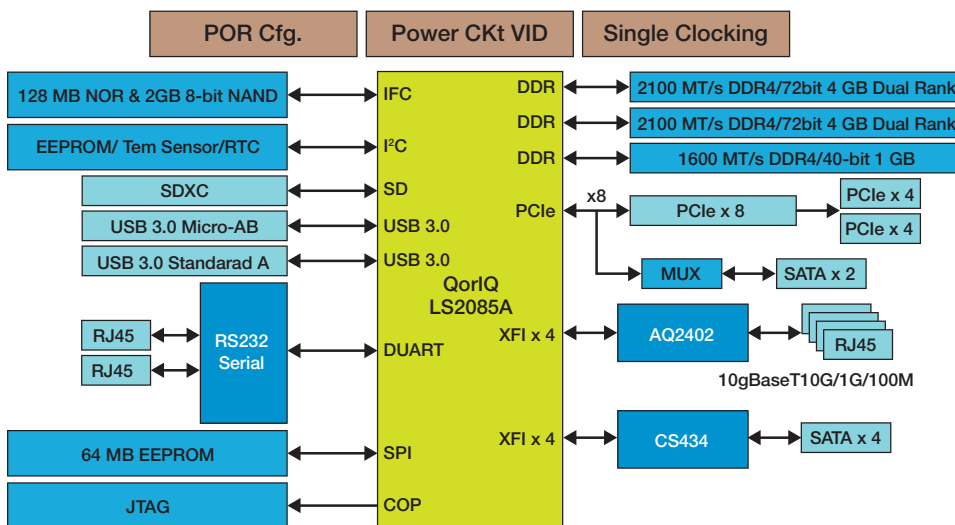 POR Cfg.
Power CKt VID
Single Clocking
128 MB NOR & 2GB 8-bit NAND
IFC
DDR
2100 MT/s DDR4/72bit 4 GB Dual Rank
DDR
2100 MT/s DDR4/72bit 4 GB Dual Rank
EEPROM/ Tem Sensor/RTC
I²C
DDR
1600 MT/s DDR4/40-bit 1 GB
SDXC
SD
x8
PCIe
PCIe x 8
PCIe x 4
PCIe x 4
USB 3.0 Micro-AB
USB 3.0
USB 3.0 Standarad A
USB 3.0
MUX
SATA x 2
QorIQ
LS2085A
RJ45
RJ45
RS232
Serial
DUART
XFI x 4
AQ2402
RJ45
10gBaseT10G/1G/100M
64 MB EEPROM
SPI
XFI x 4
CS434
SATA x 4
JTAG
COP